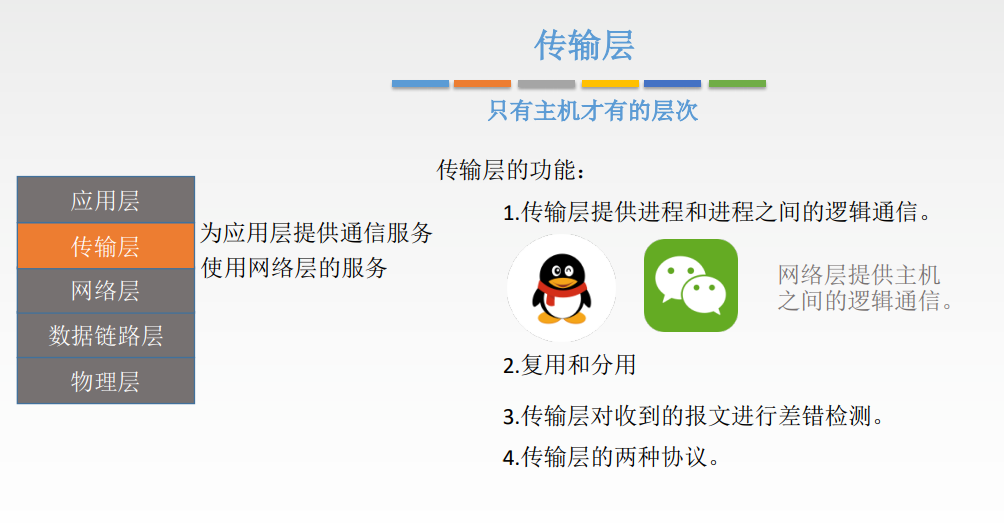 传输层
只有主机才有的层次
应用层
传输层
网络层
数据链路层
物理层
为应用层提供通信服务
使用网络层的服务
传输层的功能：
1.传输层提供进程和进程之间的逻辑通信。
网络层提供主机
之间的逻辑通信。
2.复用和分用
3.传输层对收到的报文进行差错检测。
4.传输层的两种协议。